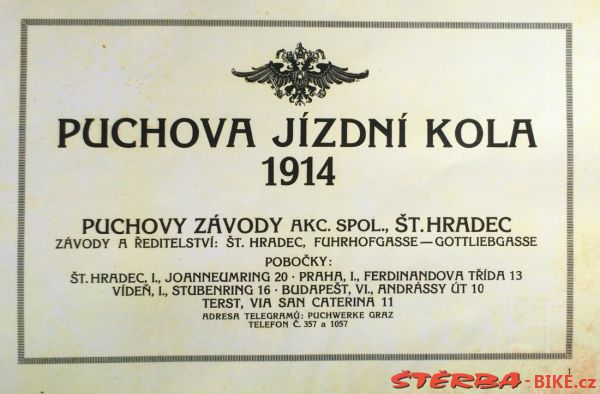 PUCHOVA JÍZDNÍ KOLA
1914
PUCHOVY ZÁVODY AKC. SPOL., ŠT. HRADEC
ZÁVODY A ŘEDITELSTVÍ: ŠT. HRADEC, FUHRHOFGASSE—GOTTLIEBGASSE
POBOČKY:
ŠT. HRADEC, I., JOANNEUMRING 20 · PRAHA, I., FERDINANDOVA TŘÍDA 13
VÍDEŇ, I., STUBENRING 16 · BUDAPEŠT, VI., ANDRÁSSY ÚT 10
TERST, VIA SAN CATERINA 11
ADRESA TELEGRAMŮ: PUCHWERKE GRAZ
TELEFON Č. 357 a 1057
1
ŠTĚRBA-BIKE.cz